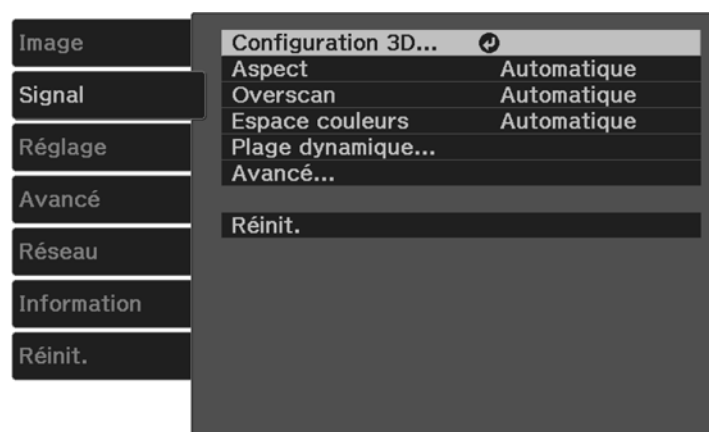 Image
Signal
Réglage
Avancé
Réseau
Information
Réinit.
Configuration 3D...
Aspect Automatique
Overscan Automatique
Espace couleurs Automatique
Plage dynamique...
Avancé...
Réinit.